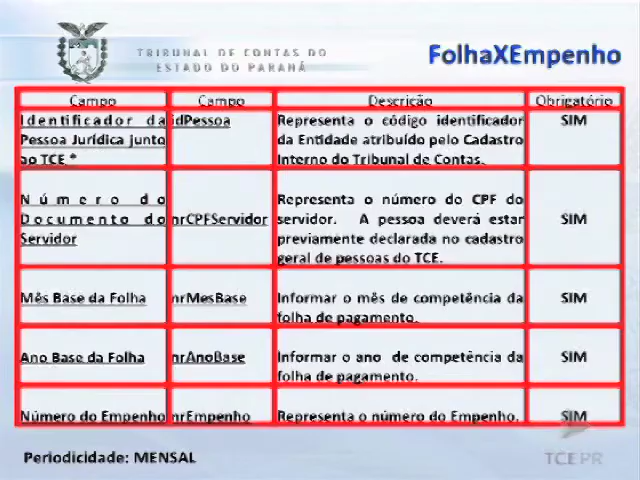 TRIBUNAL DE CONTAS DO
ESTADO DO PARANÁ
FolhaXEmpenho
Campo Campo Descrição Obrigatório
Identificador da idPessoa Representa o código identificador SIM
Pessoa Jurídica junto da Entidade atribuído pelo Cadastro
ao TCE.* Interno do Tribunal de Contas.
Número do Representa o número do CPF do
Documento do nrCPFServidor servidor. A pessoa deverá estar SIM
Servidor previamente declarada no cadastro
geral de pessoas do TCE.
Mês Base da Folha nrMesBase Informar o mês de competência da SIM
folha de pagamento.
Ano Base da Folha nrAnoBase Informar o ano de competência da SIM
folha de pagamento.
Número do Empenho nrEmpenho Representa o número do Empenho. SIM
Periodicidade: MENSAL
TCEPR